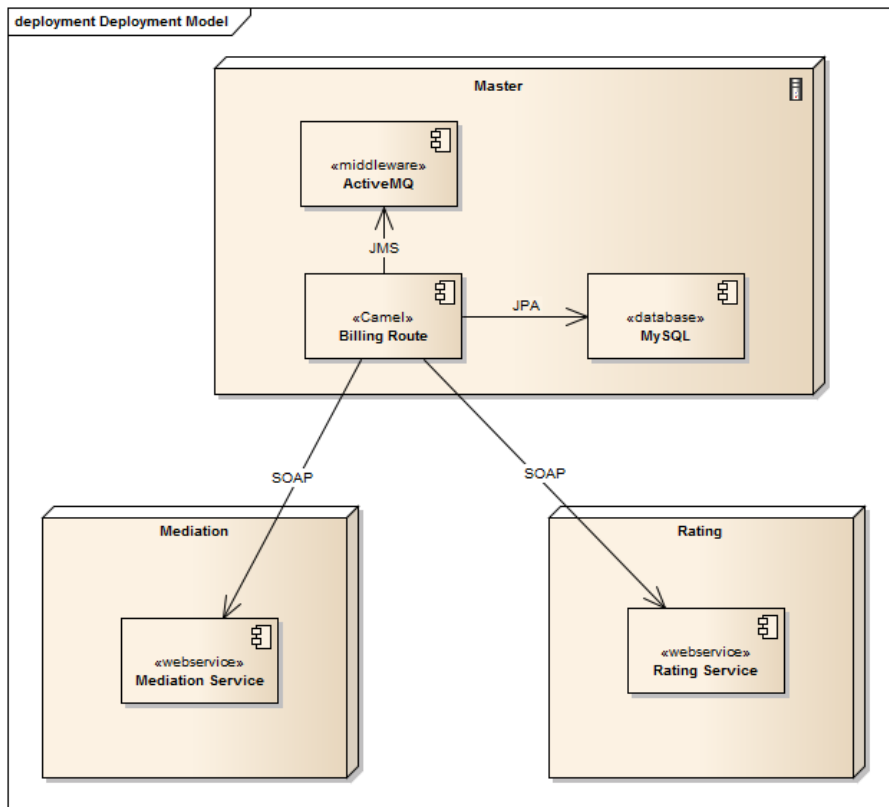 deployment Deployment Model
Master
«middleware»
ActiveMQ
JMS
«Camel»
Billing Route
JPA
«database»
MySQL
SOAP
SOAP
Mediation
«webservice»
Mediation Service
Rating
«webservice»
Rating Service